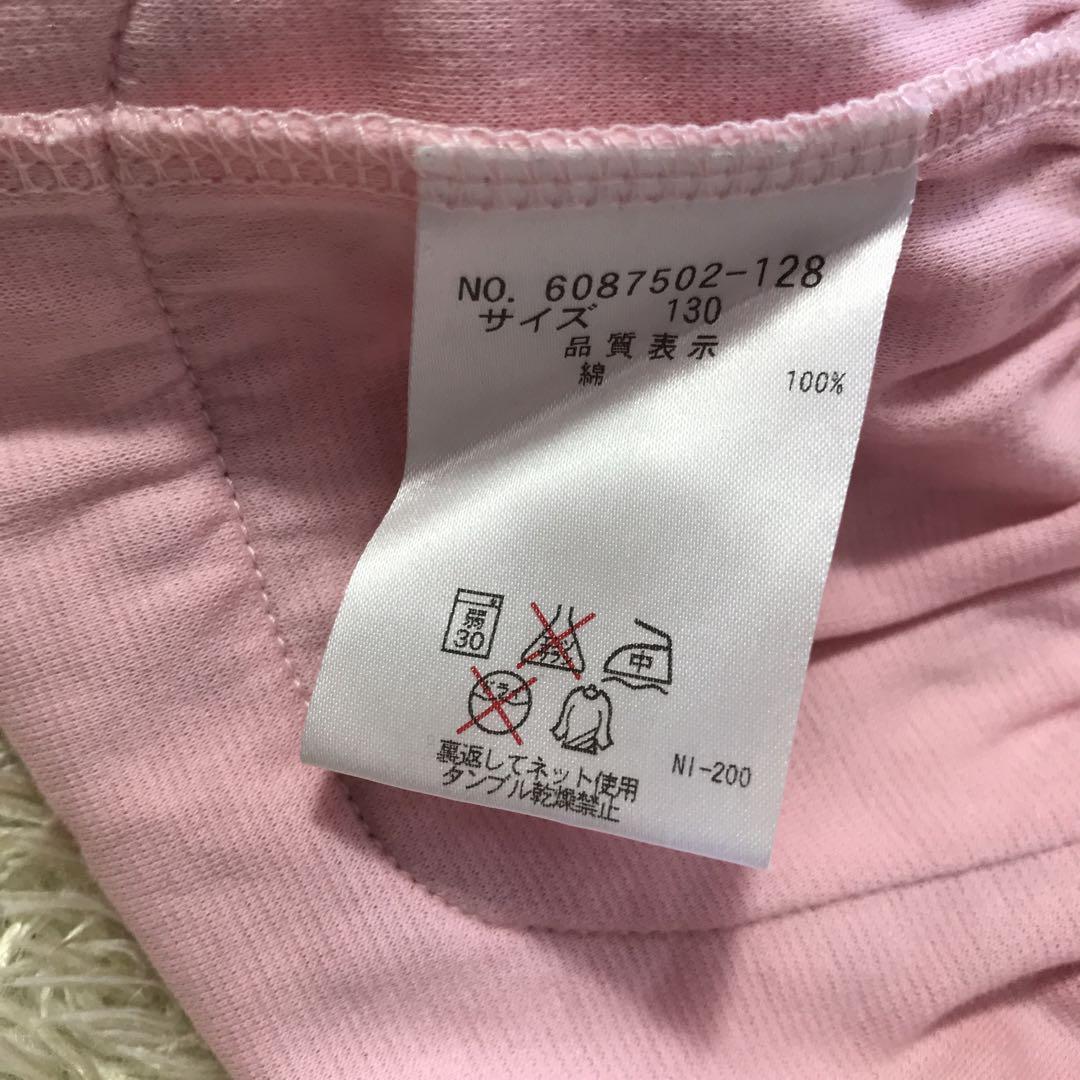 NO. 6087502-128
サイズ 130
品質表示
綿 100%
弱
30
中
裏返してネット使用
タンブル乾燥禁止
NI-200